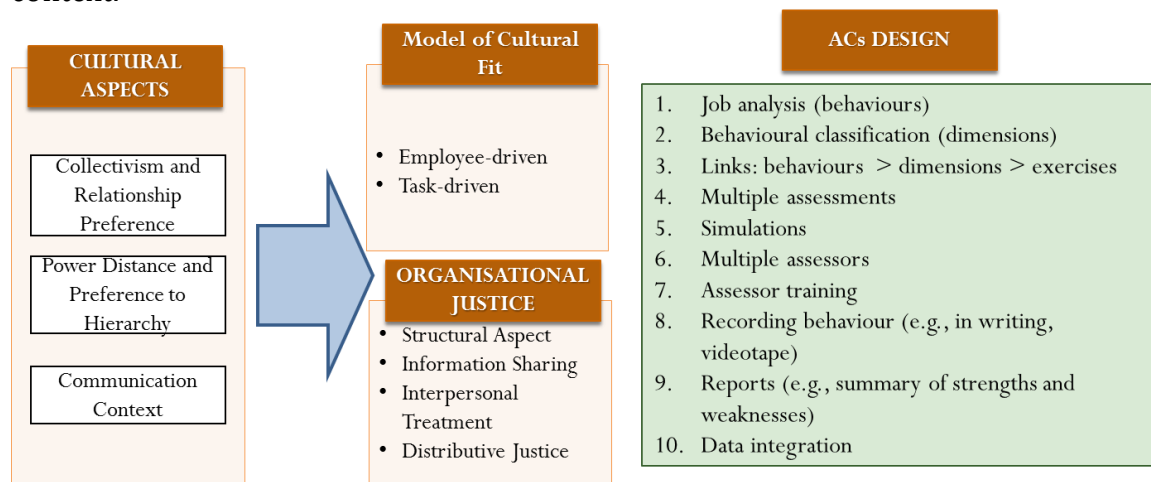 CULTURAL
ASPECTS
Collectivism and
Relationship
Preference
Power Distance and
Preference to
Hierarchy
Communication
Context
Model of Cultural
Fit
• Employee-driven
• Task-driven
ORGANISATIONAL
JUSTICE
• Structural Aspect
• Information Sharing
• Interpersonal
Treatment
• Distributive Justice
ACs DESIGN
1. Job analysis (behaviours)
2. Behavioural classification (dimensions)
3. Links: behaviours > dimensions > exercises
4. Multiple assessments
5. Simulations
6. Multiple assessors
7. Assessor training
8. Recording behaviour (e.g., in writing,
videotape)
9. Reports (e.g., summary of strengths and
weaknesses)
10. Data integration